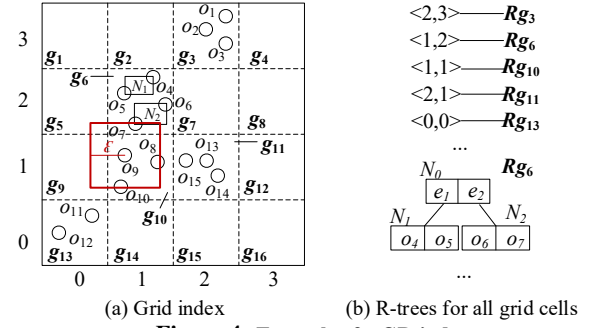 3
2
1
0
o1
o2
o3
g1
g2
g3
g4
g6
N1
o4
o5
N2
o6
g5
o7
g7
g8
o8
g11
ε
o9
o13
o15
o14
g9
o10
g10
g12
o11
o12
g13
g14
g15
g16
0 1 2 3
(a) Grid index
<2,3> Rg3
<1,2> Rg6
<1,1> Rg10
<2,1> Rg11
<0,0> Rg13
...
N0 Rg6
e1 e2
N1 N2
o4 o5 o6 o7
...
(b) R-trees for all grid cells